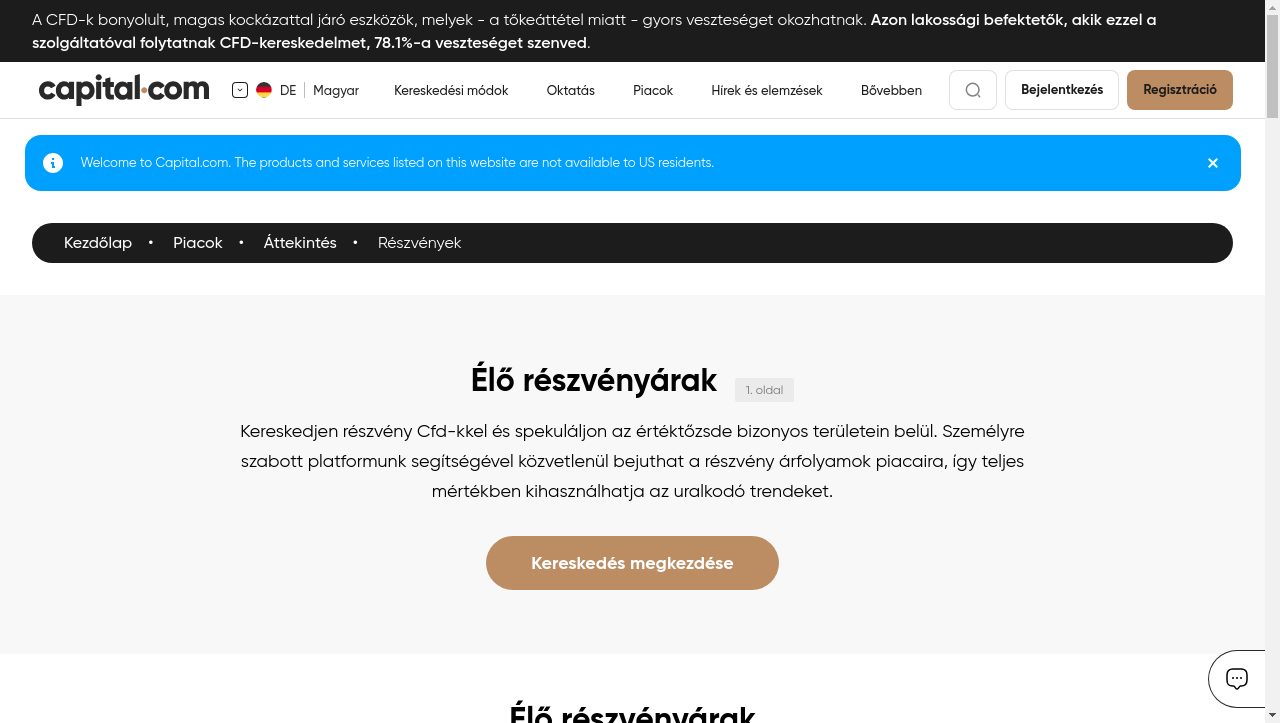 A CFD-k bonyolult, magas kockázattal járó eszközök, melyek - a tőkeáttétel miatt - gyors veszteséget okozhatnak. Azon lakossági befektetők, akik ezzel a
szolgáltatóval folytatnak CFD-kereskedelmet, 78.1%-a veszteséget szenved.
capital.com DE Magyar Kereskedési módok Oktatás Piacok Hírek és elemzések Bővebben Bejelentkezés Regisztráció
Welcome to Capital.com. The products and services listed on this website are not available to US residents.
Kezdőlap • Piacok • Áttekintés • Részvények
Élő részvényárak 1. oldal
Kereskedjen részvény Cfd-kkel és spekuláljon az értéktőzsde bizonyos területein belül. Személyre
szabott platformunk segítségével közvetlenül bejuthat a részvény árfolyamok piacaira, így teljes
mértékben kihasználhatja az uralkodó trendeket.
Kereskedés megkezdése
Élő részvényárak